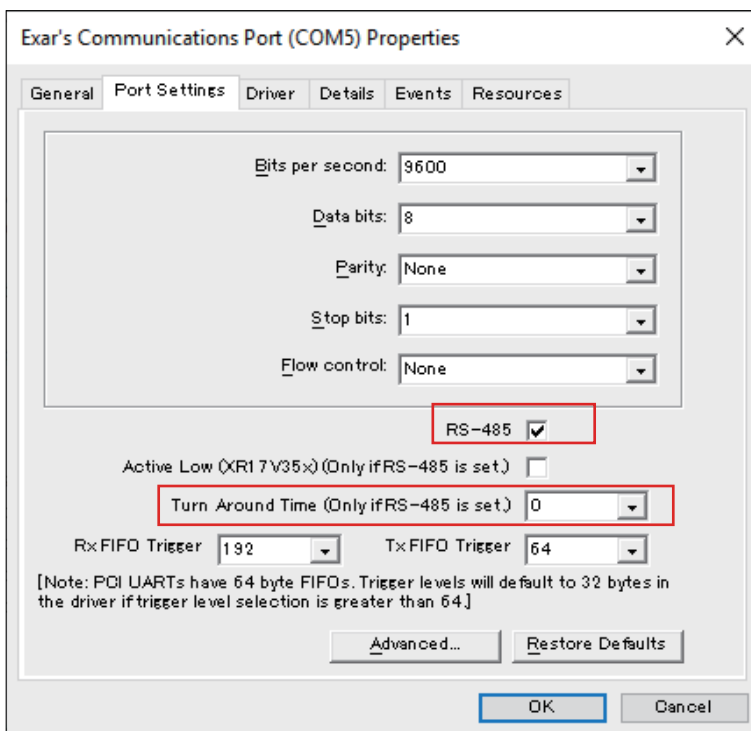 Exar's Communications Port (COM5) Properties
General Port Settings Driver Details Events Resources
Bits per second: 9600
Data bits: 8
Parity: None
Stop bits: 1
Flow control: None
RS-485
Active Low (XR17V35x) (Only if RS-485 is set.)
Turn Around Time (Only if RS-485 is set.) 0
Rx FIFO Trigger 192 Tx FIFO Trigger 64
[Note: PCI UARTs have 64 byte FIFOs. Trigger levels will default to 32 bytes in
the driver if trigger level selection is greater than 64.]
Advanced... Restore Defaults
OK Cancel